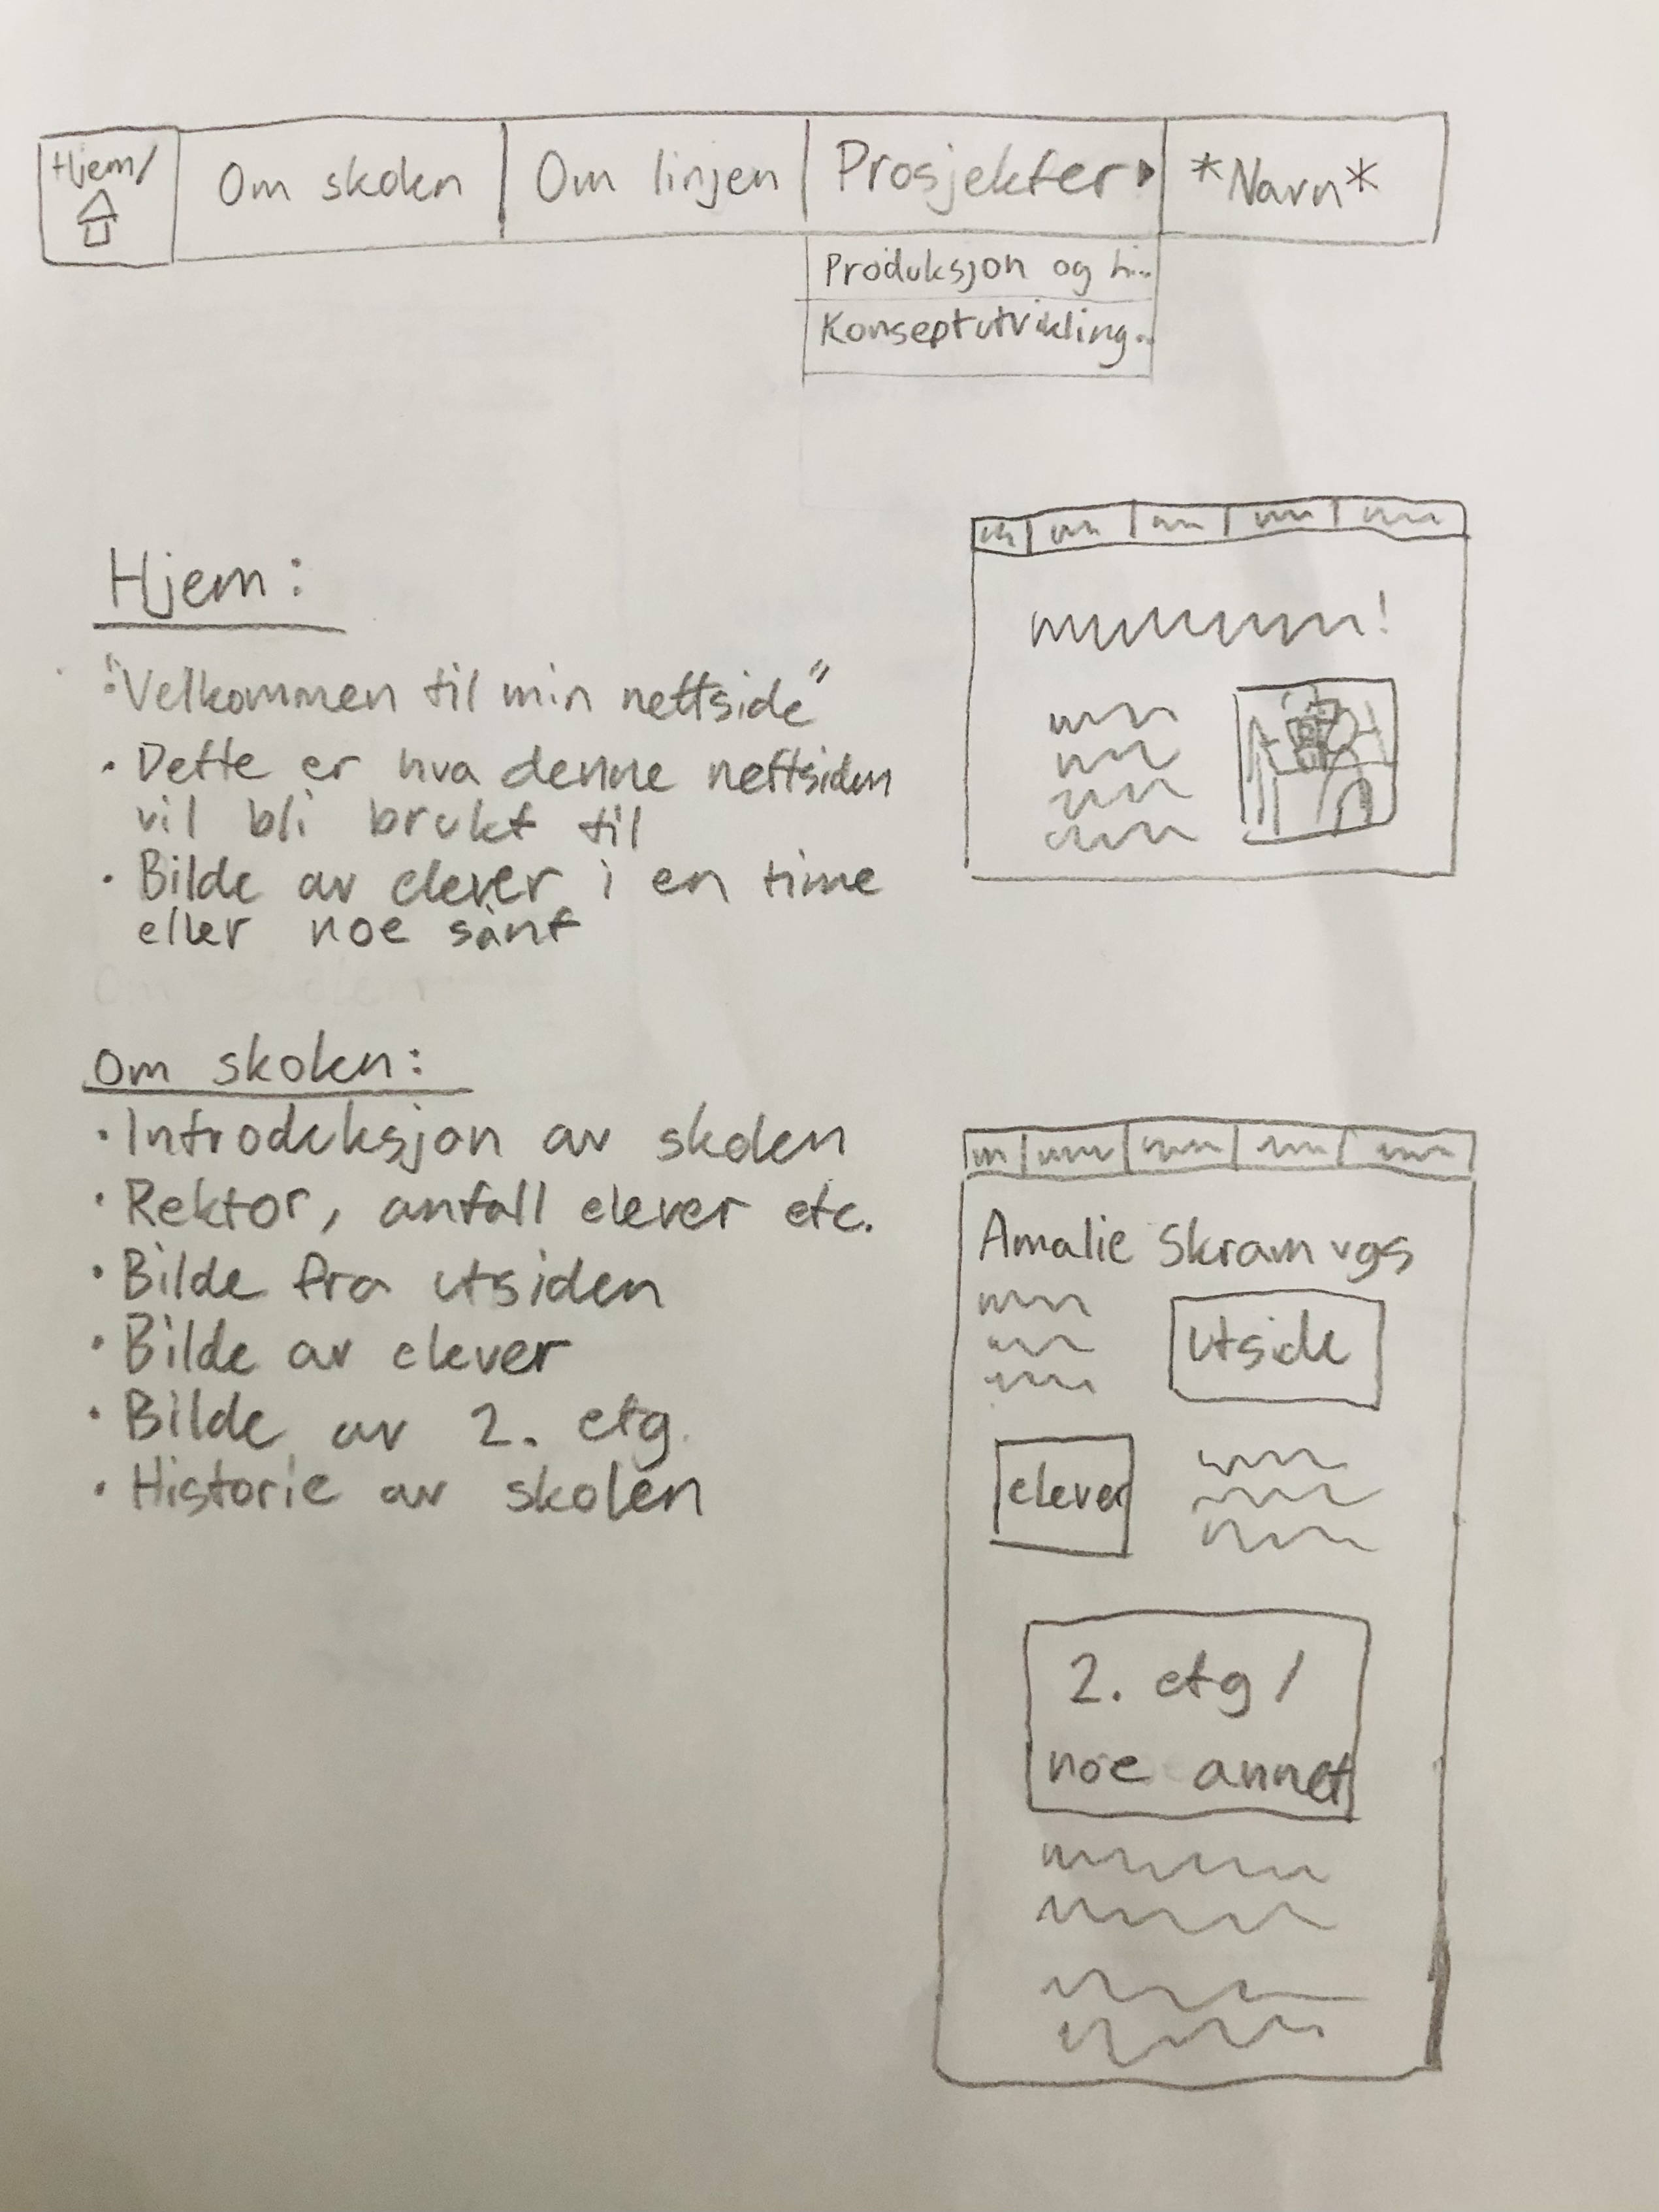 Hjem/
Om skolen
Om linjen
Prosjekter
*Navn*
Produksjon og h...
Konseptutvikling..
Hjem:
"Velkommen til min nettside"
• Dette er hva denne nettsiden
vil bli brukt til
• Bilde av elever i en time
eller noe sånt
Om skolen:
• Introduksjon av skolen
• Rektor, antall elever etc.
• Bilde fra utsiden
• Bilde av elever
• Bilde av 2. etg.
• Historie av skolen
Amalie Skram vgs
utside
elever
2. etg /
noe annet